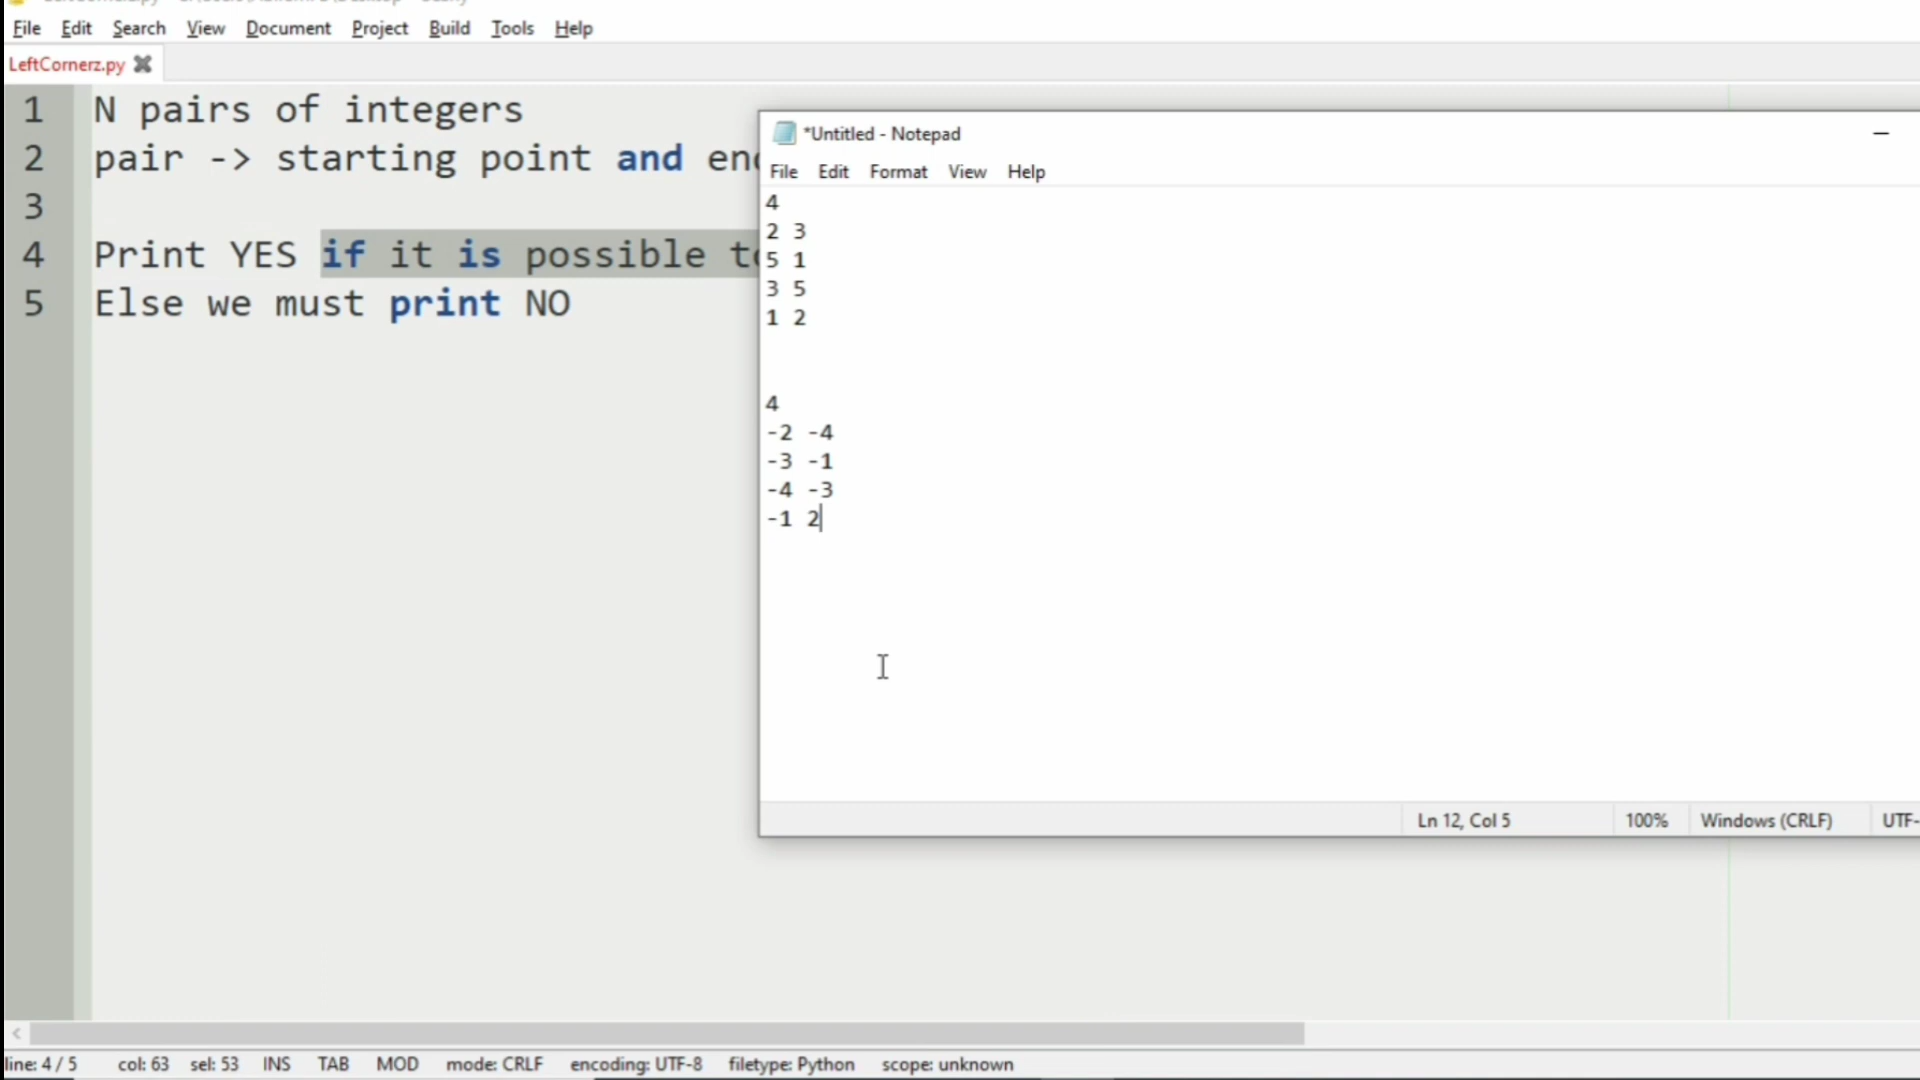 File Edit Search View Document Project Build Tools Help
LeftCornerz.py
1 N pairs of integers
2 pair -> starting point and
3
4 Print YES if it is possible
5 Else we must print NO
*Untitled - Notepad
File Edit Format View Help
4
2 3
5 1
3 5
1 2
4
-2 -4
-3 -1
-4 -3
-1 2
Ln 12, Col 5 100% Windows (CRLF) UTF-
line: 4 / 5 col: 63 sel: 53 INS TAB MOD mode: CRLF encoding: UTF-8 filetype: Python scope: unknown